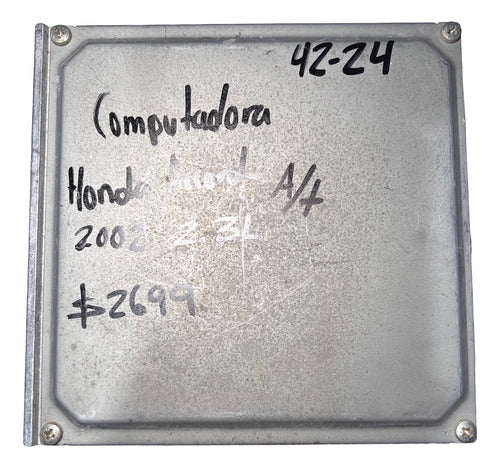 42-24
Computadora
Honda Accord A/t
2002 2.3L
$2699